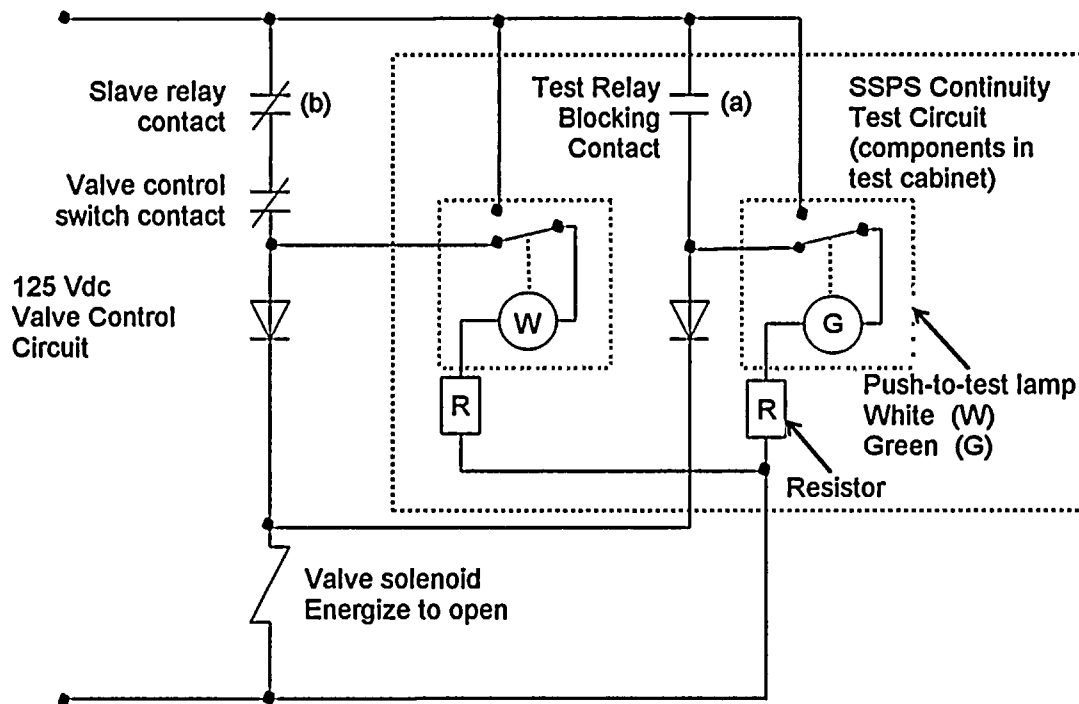 Slave relay
contact
(b)
Valve control
switch contact
125 Vdc
Valve Control
Circuit
Test Relay
Blocking
Contact
(a)
SSPS Continuity
Test Circuit
(components in
test cabinet)
W
G
R
R
Push-to-test lamp
White (W)
Green (G)
Resistor
Valve solenoid
Energize to open